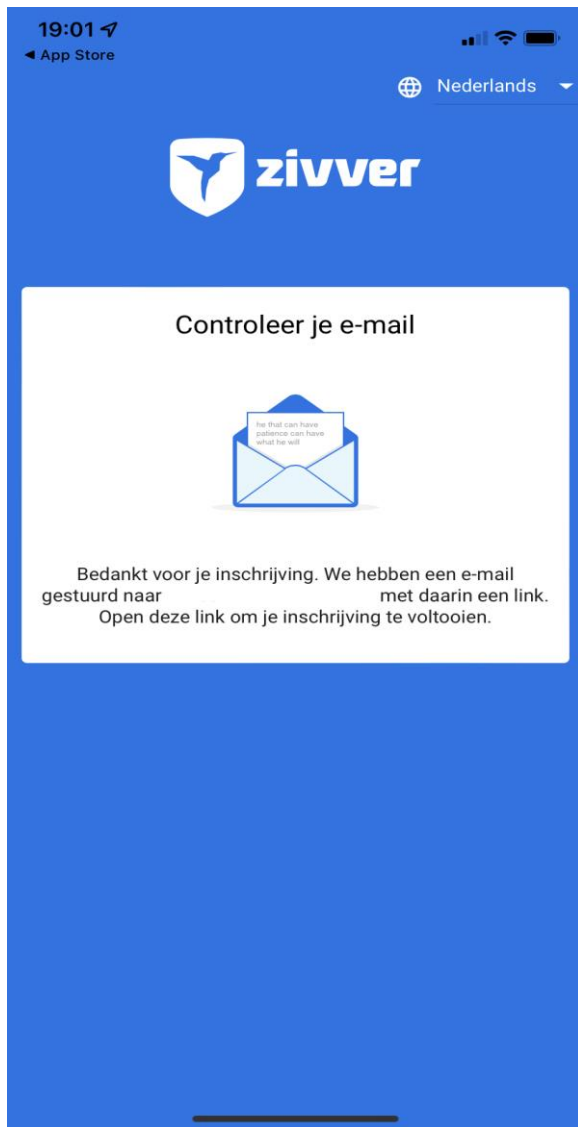 19:01
◀ App Store
Nederlands
zivver
Controleer je e-mail
he that can have
patience can have
what he will
Bedankt voor je inschrijving. We hebben een e-mail
gestuurd naar met daarin een link.
Open deze link om je inschrijving te voltooien.